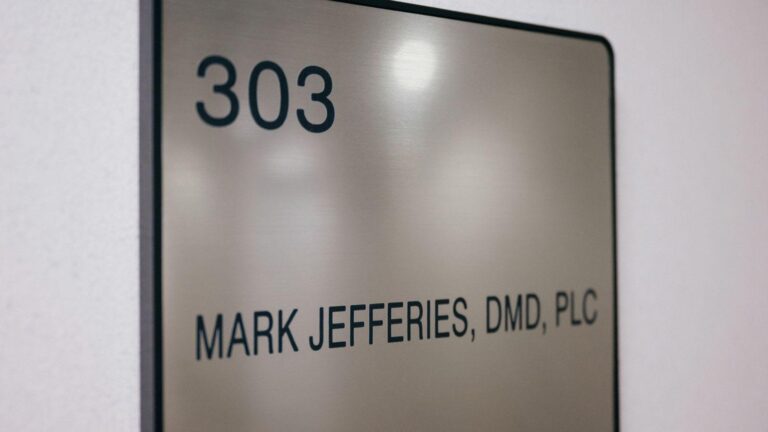 303
MARK JEFFERIES, DMD, PLC